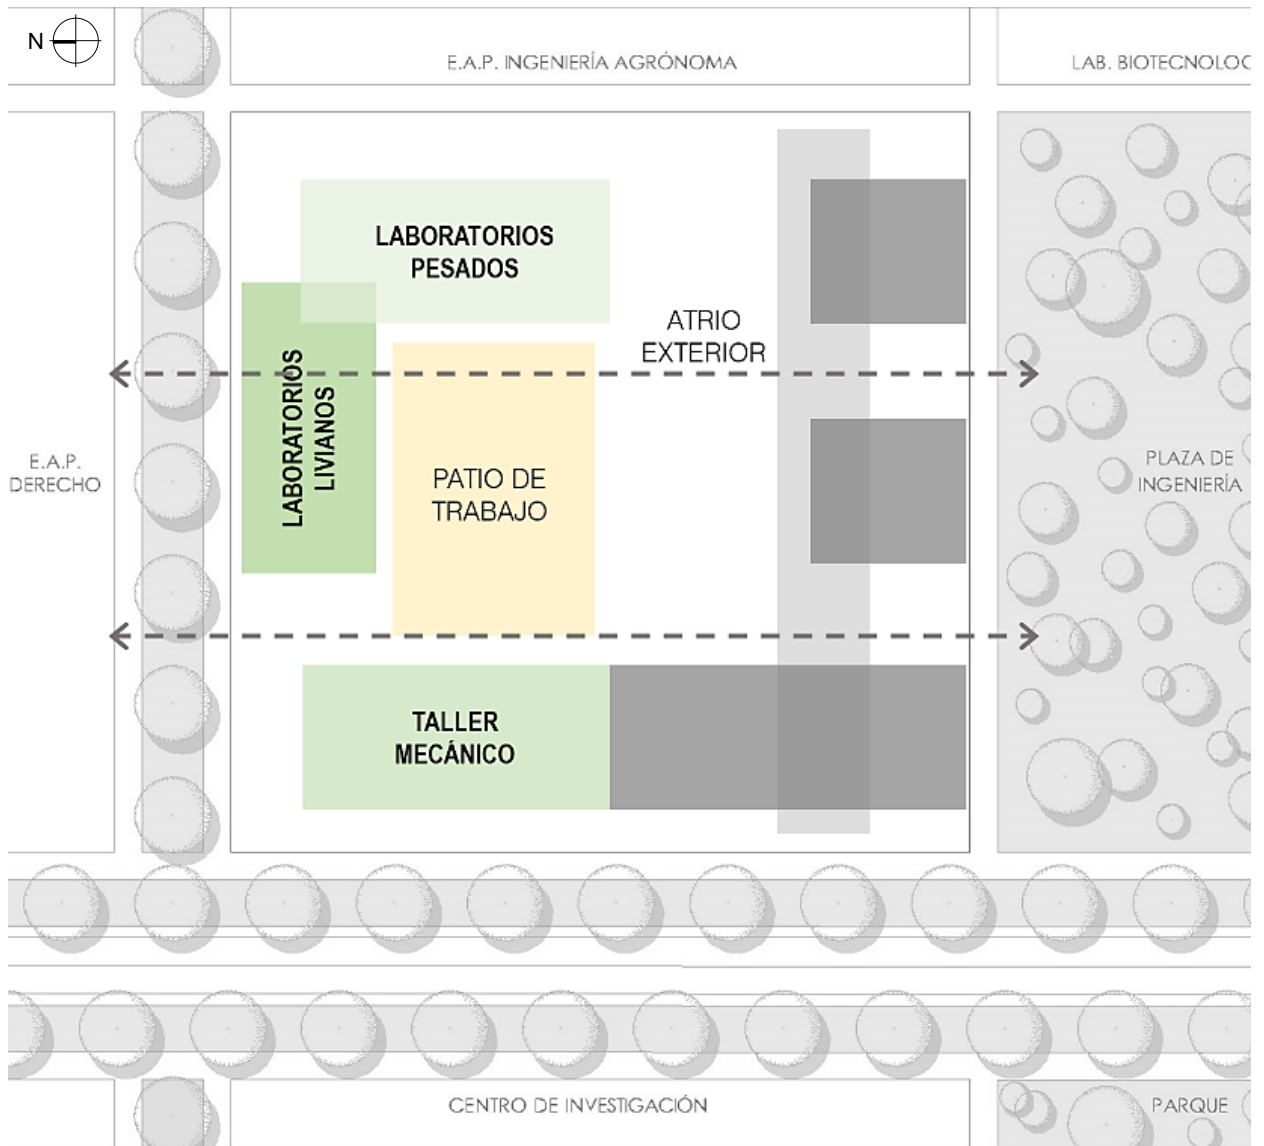 N
E.A.P. INGENIERÍA AGRÓNOMA
LAB. BIOTECNOLOG
LABORATORIOS
PESADOS
ATRIO
EXTERIOR
LABORATORIOS
LIVIANOS
E.A.P.
DERECHO
PATIO DE
TRABAJO
PLAZA DE
INGENIERÍA
TALLER
MECÁNICO
CENTRO DE INVESTIGACIÓN
PARQUE